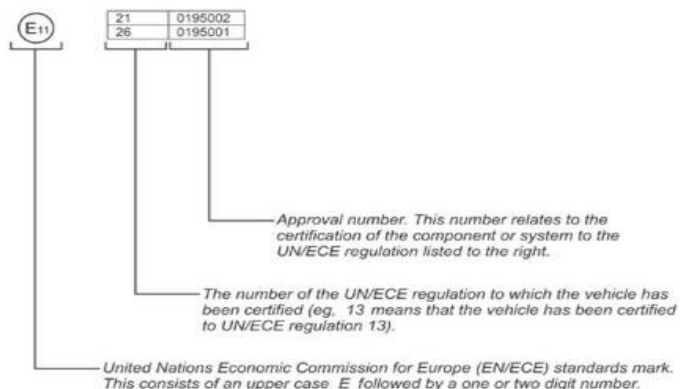 E11
21 0195002
26 0195001
Approval number. This number relates to the
certification of the component or system to the
UN/ECE regulation listed to the right.
The number of the UN/ECE regulation to which the vehicle has
been certified (eg, 13 means that the vehicle has been certified
to UN/ECE regulation 13).
United Nations Economic Commission for Europe (EN/ECE) standards mark.
This consists of an upper case E followed by a one or two digit number.